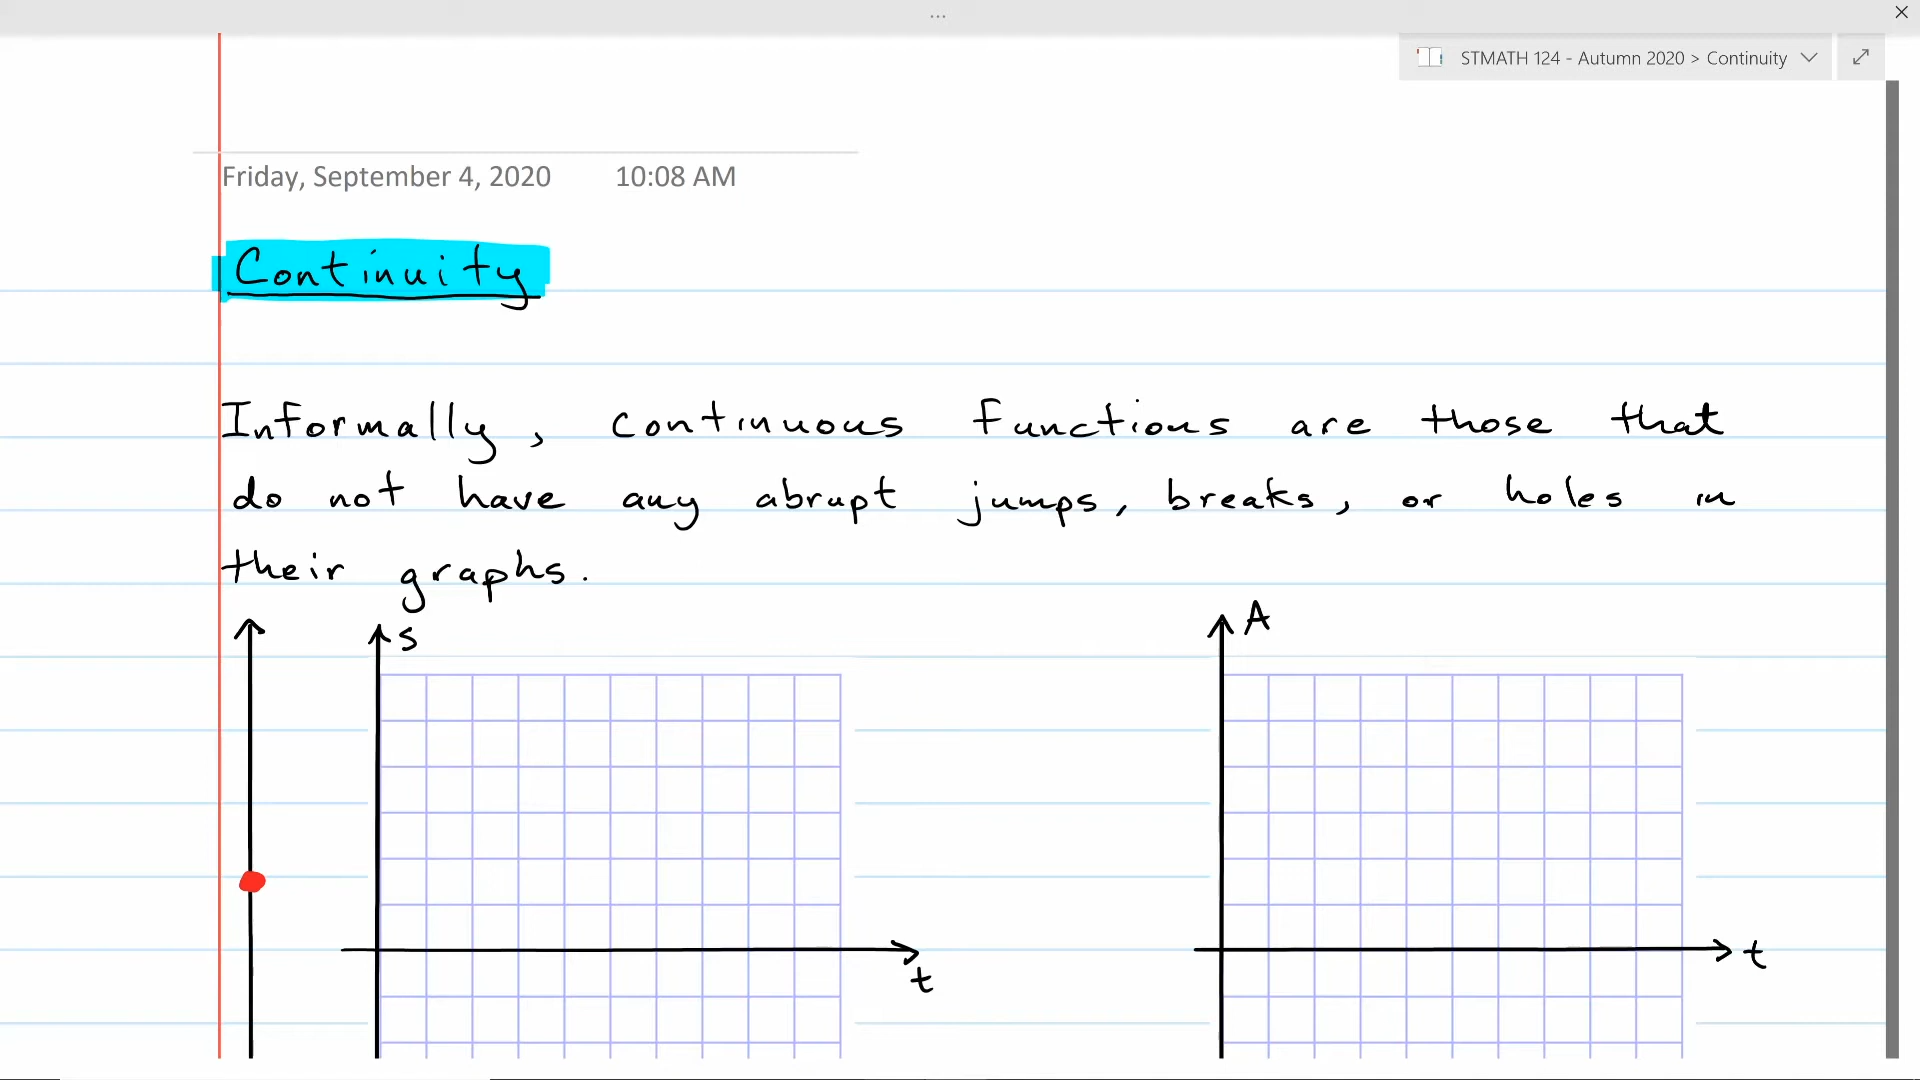 ...
STMATH 124 - Autumn 2020 > Continuity
Friday, September 4, 2020 10:08 AM
Continuity
Informally, continuous functions are those that
do not have any abrupt jumps, breaks, or holes in
their graphs.
s
A
t
t